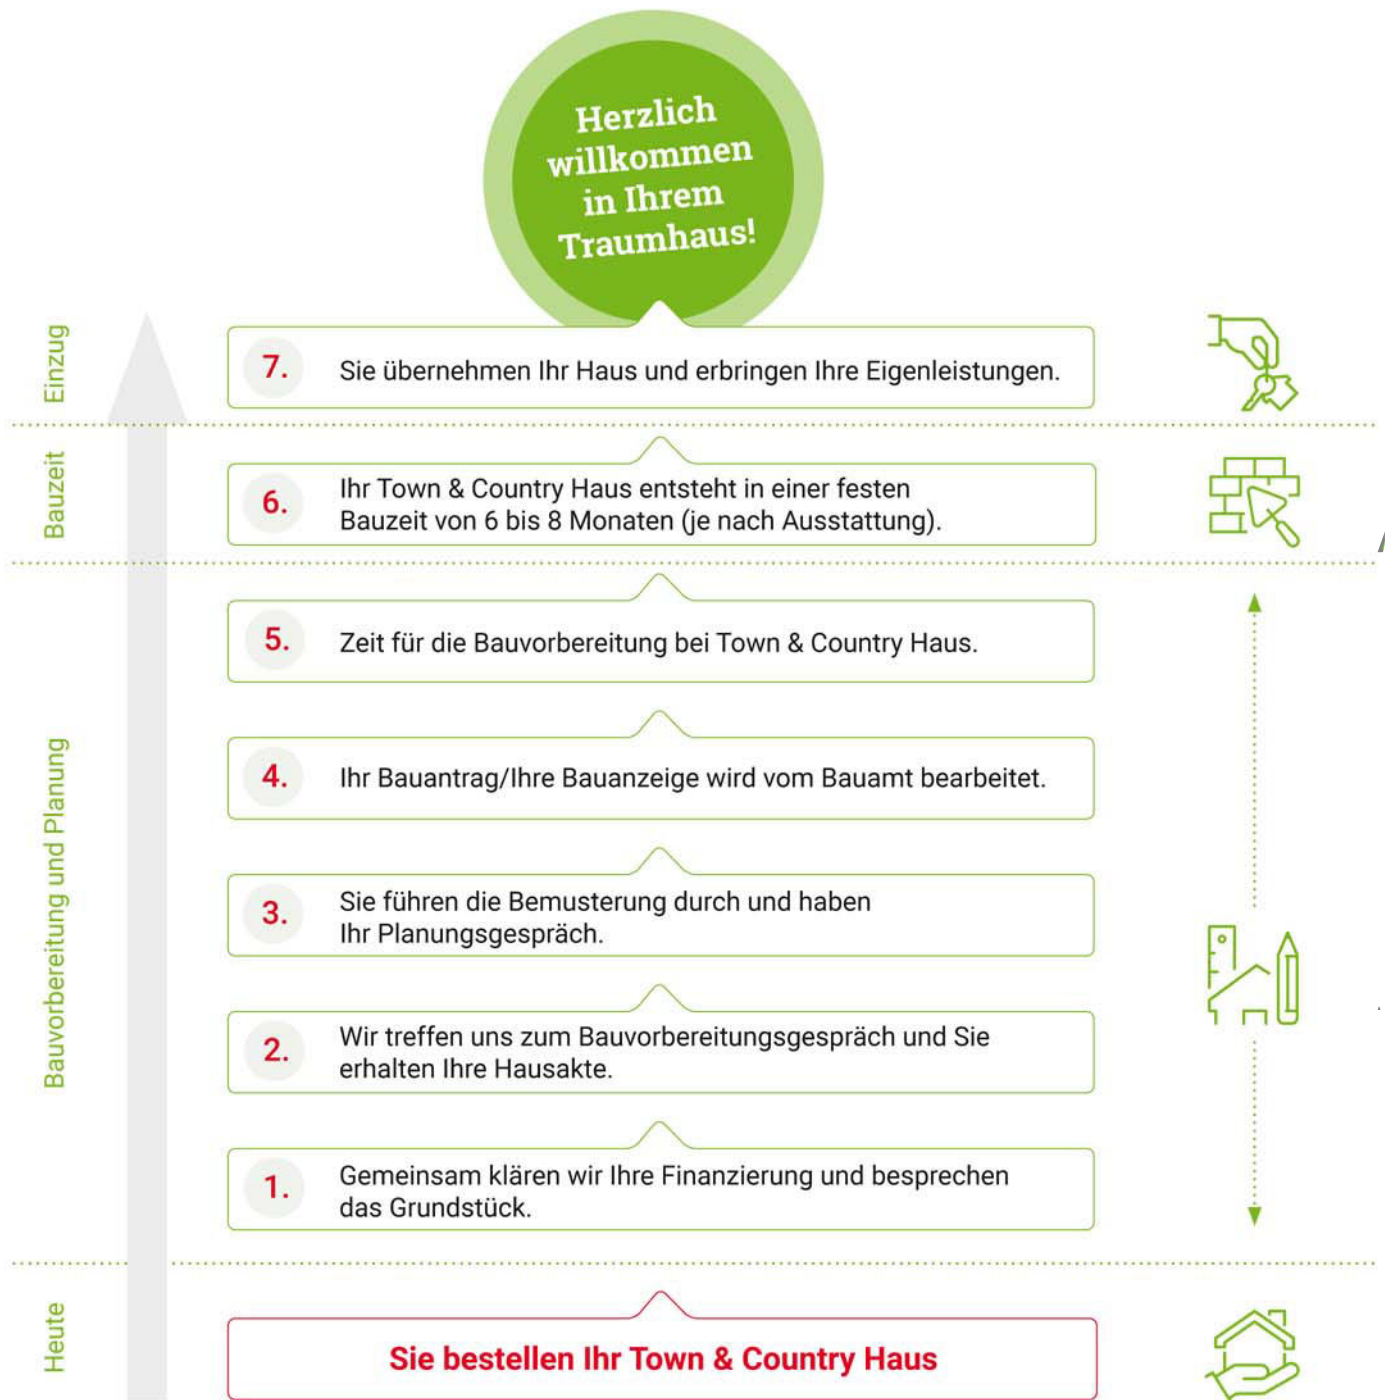 Herzlich
willkommen
in Ihrem
Traumhaus!
Einzug
7.
Sie übernehmen Ihr Haus und erbringen Ihre Eigenleistungen.
Bauzeit
6.
Ihr Town & Country Haus entsteht in einer festen
Bauzeit von 6 bis 8 Monaten (je nach Ausstattung).
Bauvorbereitung und Planung
5.
Zeit für die Bauvorbereitung bei Town & Country Haus.
4.
Ihr Bauantrag/Ihre Bauanzeige wird vom Bauamt bearbeitet.
3.
Sie führen die Bemusterung durch und haben
Ihr Planungsgespräch.
2.
Wir treffen uns zum Bauvorbereitungsgespräch und Sie
erhalten Ihre Hausakte.
1.
Gemeinsam klären wir Ihre Finanzierung und besprechen
das Grundstück.
Heute
Sie bestellen Ihr Town & Country Haus